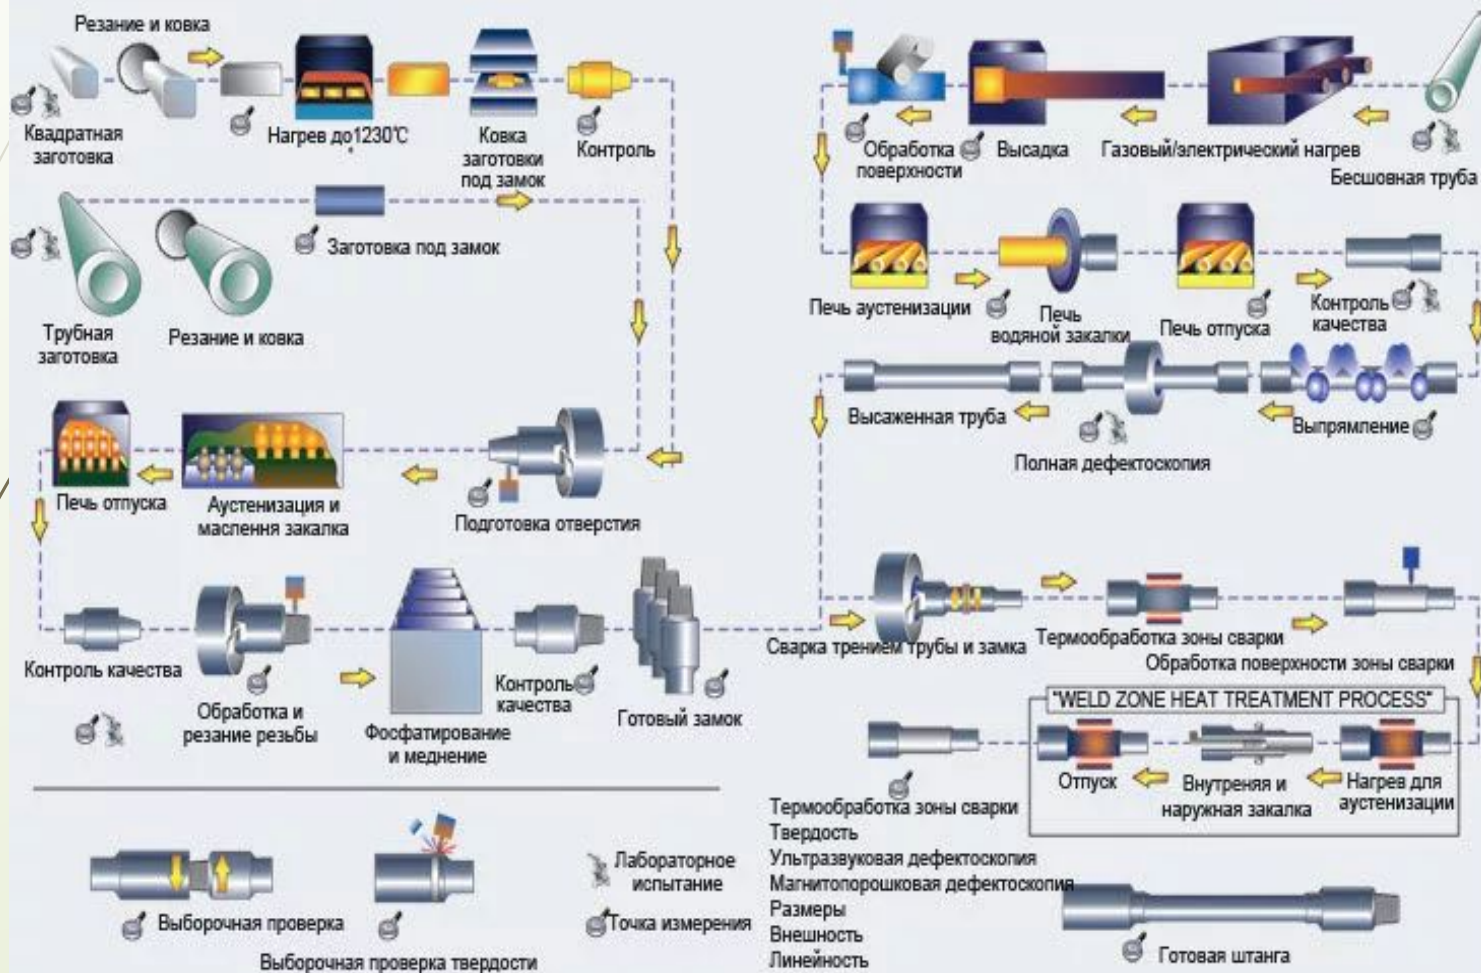 Резание и ковка
Квадратная
заготовка
Нагрев до1230℃
Ковка
заготовки
под замок
Контроль
Заготовка под замок
Трубная
заготовка
Резание и ковка
Печь отпуска
Аустенизация и
маслення закалка
Подготовка отверстия
Контроль качества
Обработка и
резание резьбы
Фосфатирование
и меднение
Контроль
качества
Готовый замок
Обработка
поверхности
Высадка
Газовый/электрический нагрев
Бесшовная труба
Печь аустенизации
Печь
водяной закалки
Печь отпуска
Контроль
качества
Высаженная труба
Полная дефектоскопия
Выпрямление
Сварка трением трубы и замка
Термообработка зоны сварки
Обработка поверхности зоны сварки
"WELD ZONE HEAT TREATMENT PROCESS"
Отпуск
Внутреняя и
наружная закалка
Нагрев для
аустенизации
Термообработка зоны сварки
Твердость
Ультразвуковая дефектоскопия
Магнитопорошковая дефектоскопия
Размеры
Внешность
Линейность
Готовая штанга
Выборочная проверка
Выборочная проверка твердости
Лабораторное
испытание
Точка измерения